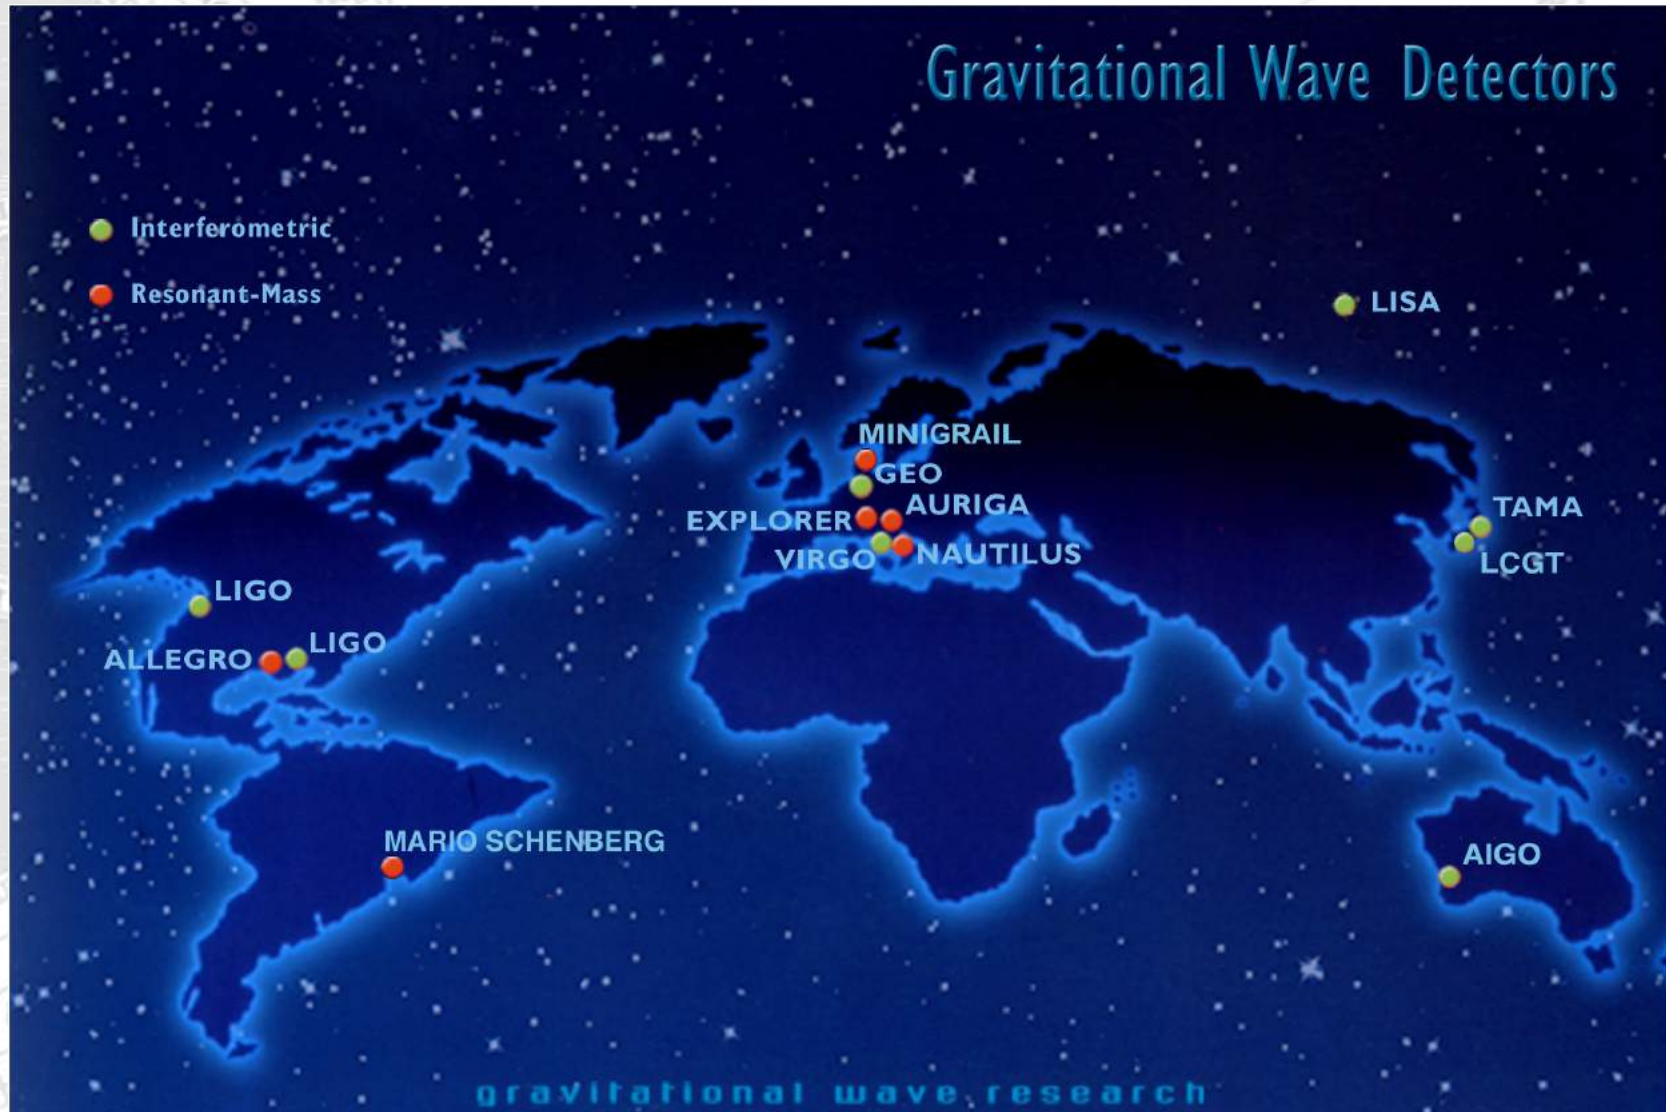 Gravitational Wave Detectors
Interferometric
Resonant-Mass
LISA
MINIGRAIL
GEO
AURIGA
EXPLORER
VIRGO
NAUTILUS
TAMA
LCGT
LIGO
LIGO
ALLEGRO
MARIO SCHENBERG
AIGO
gravitational wave research